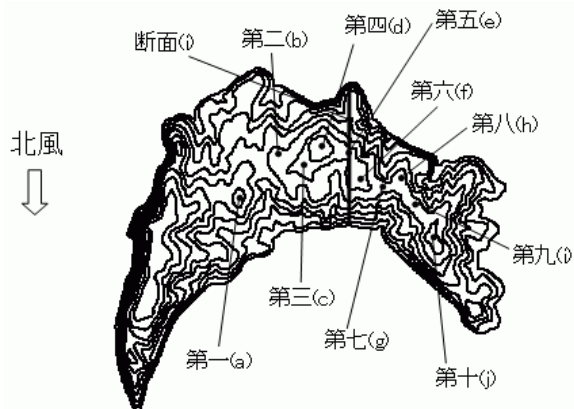 断面(i)
第二(b)
第四(d)
第五(e)
第六(f)
第八(h)
北風
第九(i)
第三(c)
第七(g)
第一(a)
第十(j)